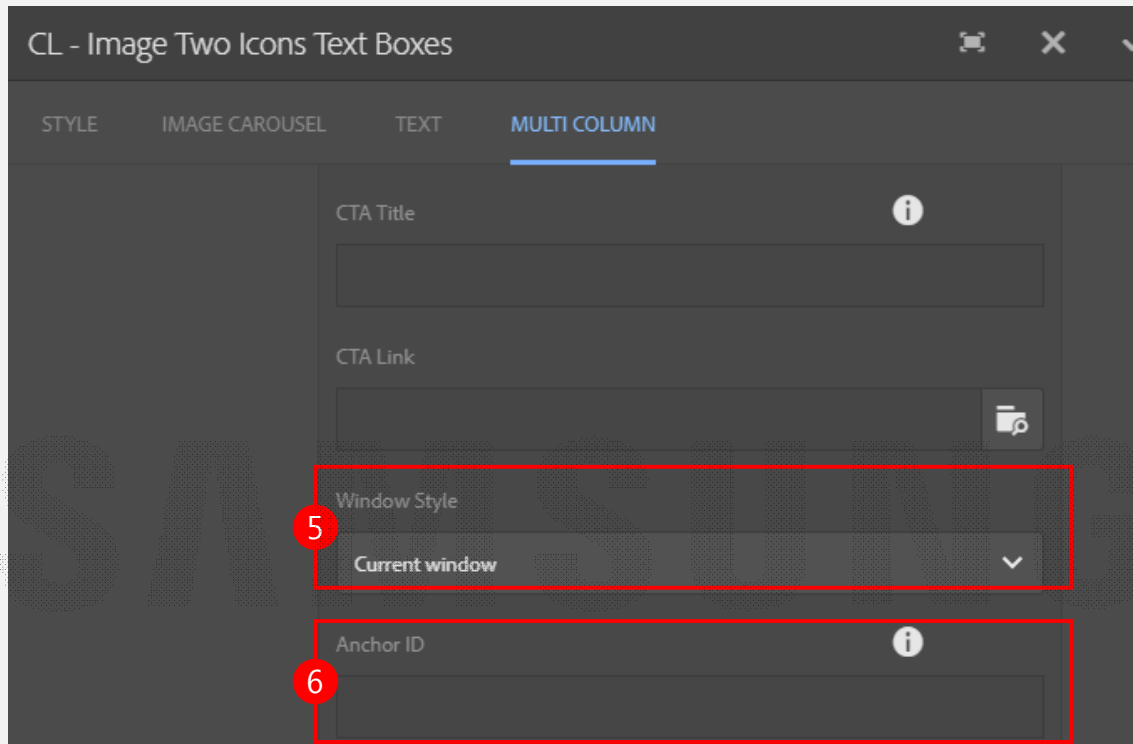 CL - Image Two Icons Text Boxes
STYLE IMAGE CAROUSEL TEXT MULTI COLUMN
CTA Title
CTA Link
SAMSUNG
Window Style
5
Current window
Anchor ID
6